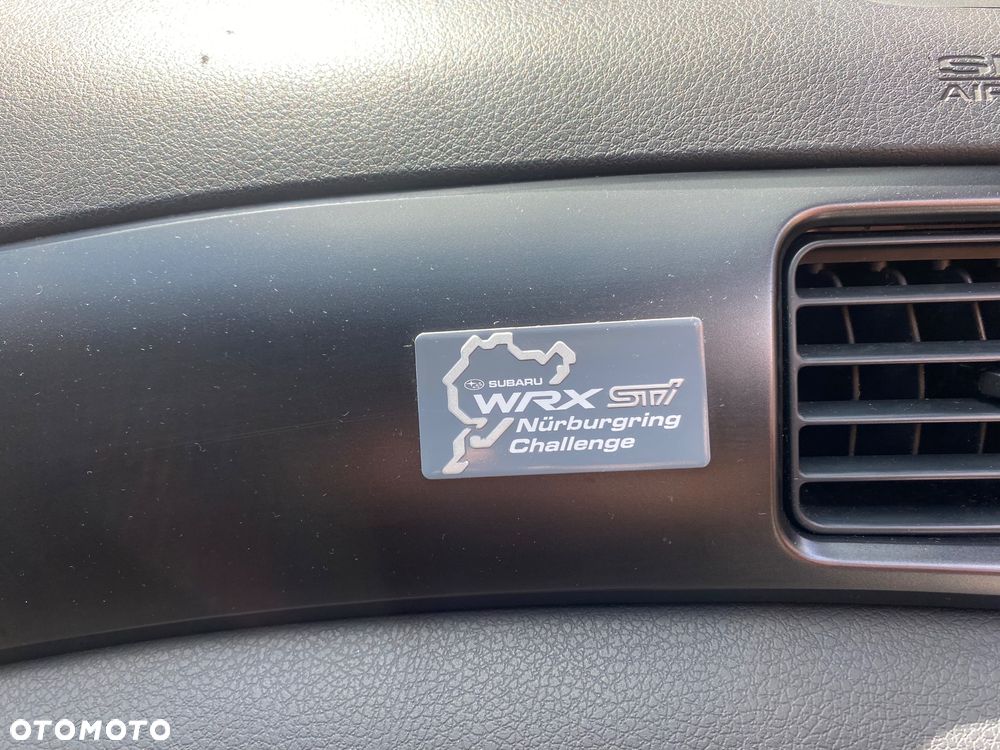 SUBARU
WRX STi
Nürburgring
Challenge
OTOMOTO